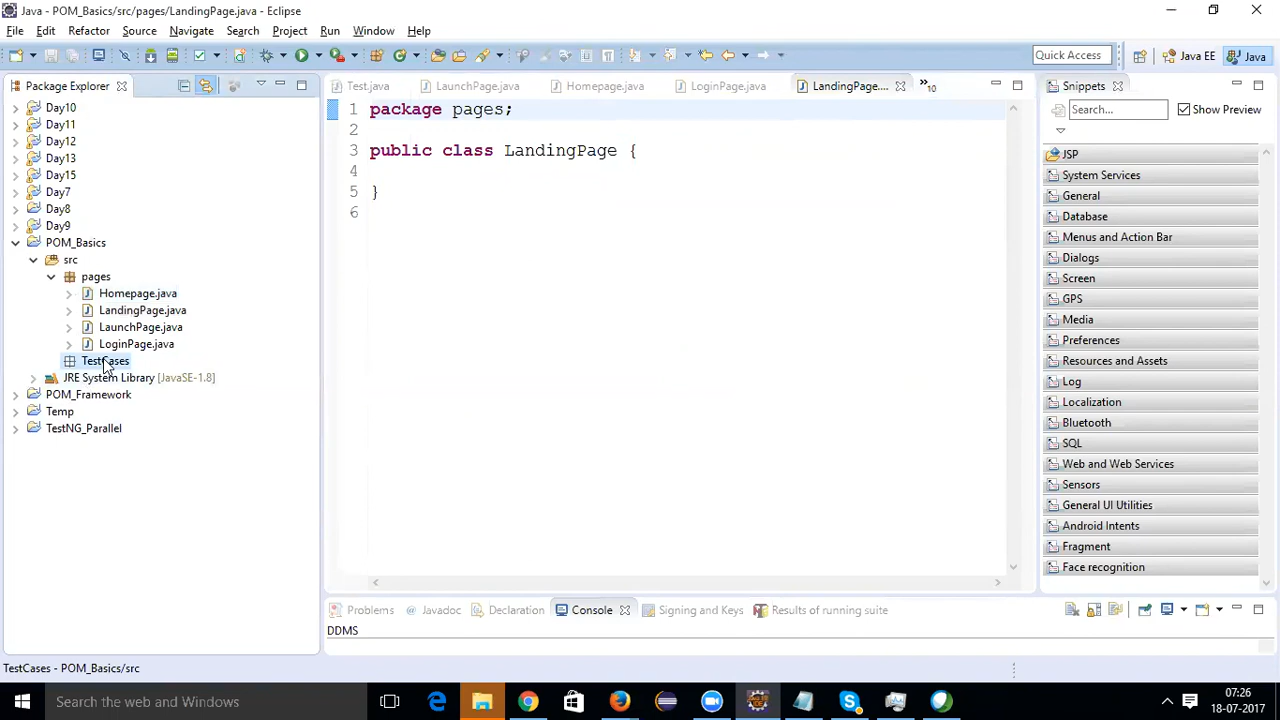 Java - POM_Basics/src/pages/LandingPage.java - Eclipse
File Edit Refactor Source Navigate Search Project Run Window Help
Quick Access
Java EE
Java
Package Explorer
Day10
Day11
Day12
Day13
Day15
Day7
Day8
Day9
POM_Basics
src
pages
Homepage.java
LandingPage.java
LaunchPage.java
LoginPage.java
TestCases
JRE System Library [JavaSE-1.8]
POM_Framework
Temp
TestNG_Parallel
Test.java LaunchPage.java Homepage.java LoginPage.java LandingPage.... »10
1 package pages;
2
3 public class LandingPage {
4
5 }
6
Snippets
Search...
Show Preview
JSP
System Services
General
Database
Menus and Action Bar
Dialogs
Screen
GPS
Media
Preferences
Resources and Assets
Log
Localization
Bluetooth
SQL
Web and Web Services
Sensors
General UI Utilities
Android Intents
Fragment
Face recognition
Problems @ Javadoc Declaration Console Signing and Keys Results of running suite
DDMS
TestCases - POM_Basics/src
Search the web and Windows
07:26
18-07-2017